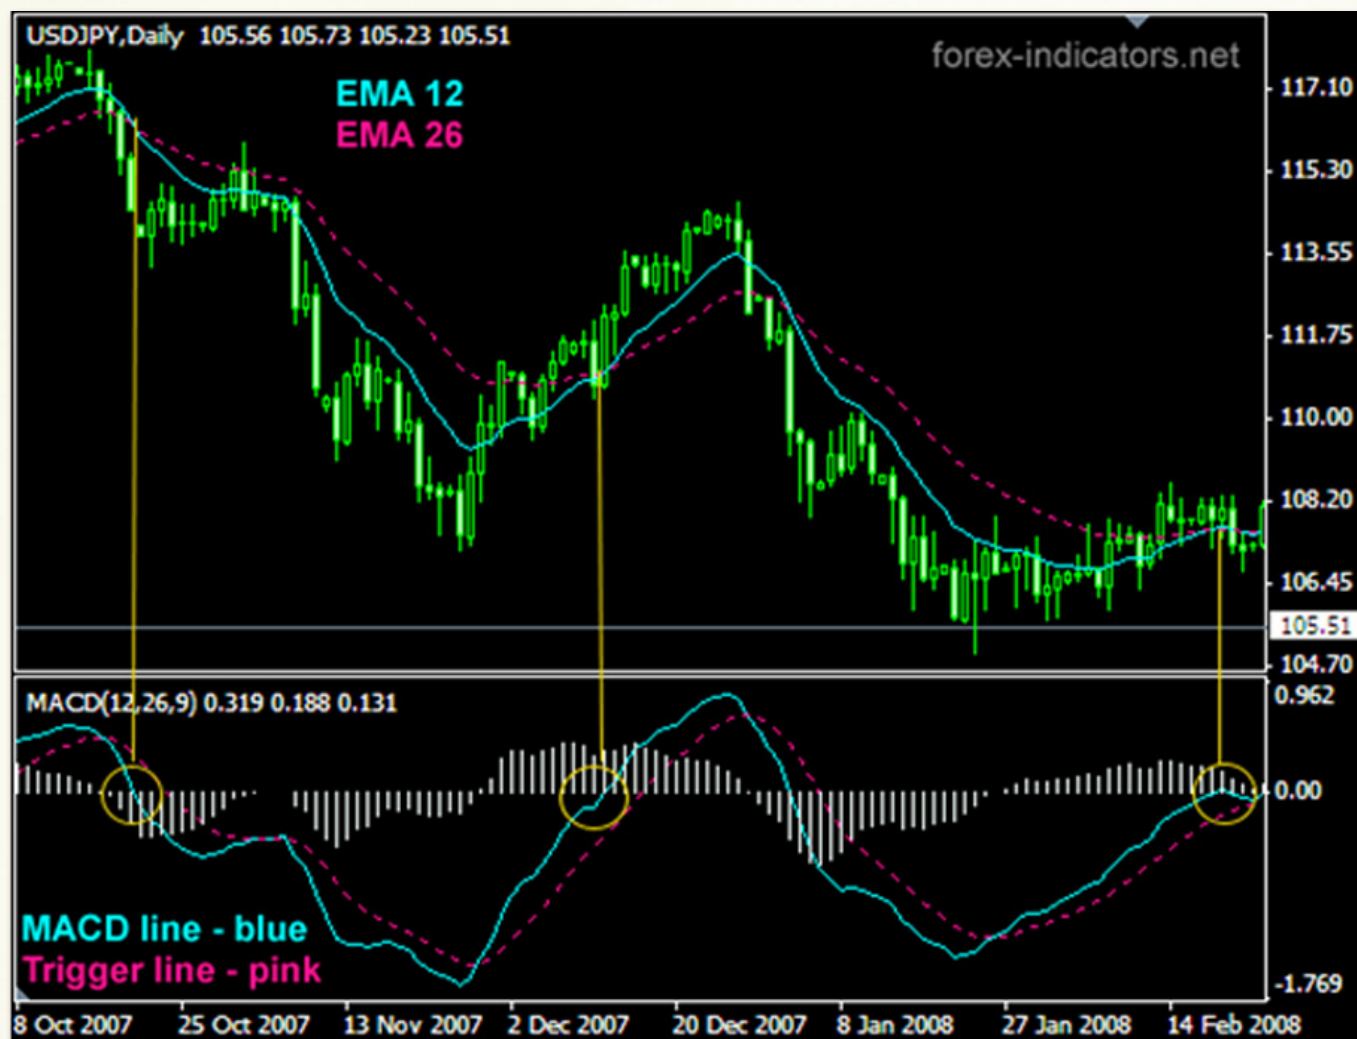 USDJPY,Daily 105.56 105.73 105.23 105.51
forex-indicators.net
EMA 12
EMA 26
117.10
115.30
113.55
111.75
110.00
108.20
106.45
105.51
104.70
MACD(12,26,9) 0.319 0.188 0.131
0.962
0.00
MACD line - blue
Trigger line - pink
-1.769
8 Oct 2007 25 Oct 2007 13 Nov 2007 2 Dec 2007 20 Dec 2007 8 Jan 2008 27 Jan 2008 14 Feb 2008